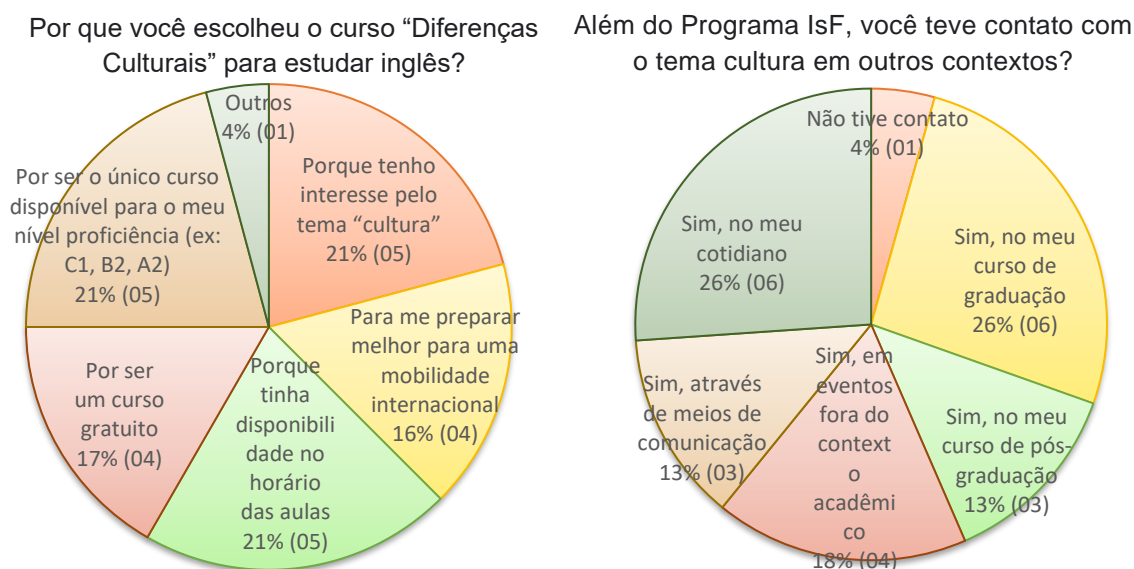 Por que você escolheu o curso “Diferenças
Culturais” para estudar inglês?
Outros
4% (01)
Porque tenho
interesse pelo
tema “cultura”
21% (05)
Para me preparar
melhor para uma
mobilidade
internacional
16% (04)
Porque
tinha
disponibili
dade no
horário
das aulas
21% (05)
Por ser
um curso
gratuito
17% (04)
Por ser o único curso
disponível para o meu
nível proficiência (ex:
C1, B2, A2)
21% (05)
Além do Programa IsF, você teve contato com
o tema cultura em outros contextos?
Não tive contato
4% (01)
Sim, no meu
curso de
graduação
26% (06)
Sim, no meu
curso de pós-
graduação
13% (03)
Sim, em
eventos
fora do
context
o
acadêmi
co
18% (04)
Sim, através
de meios de
comunicação
13% (03)
Sim, no meu
cotidiano
26% (06)